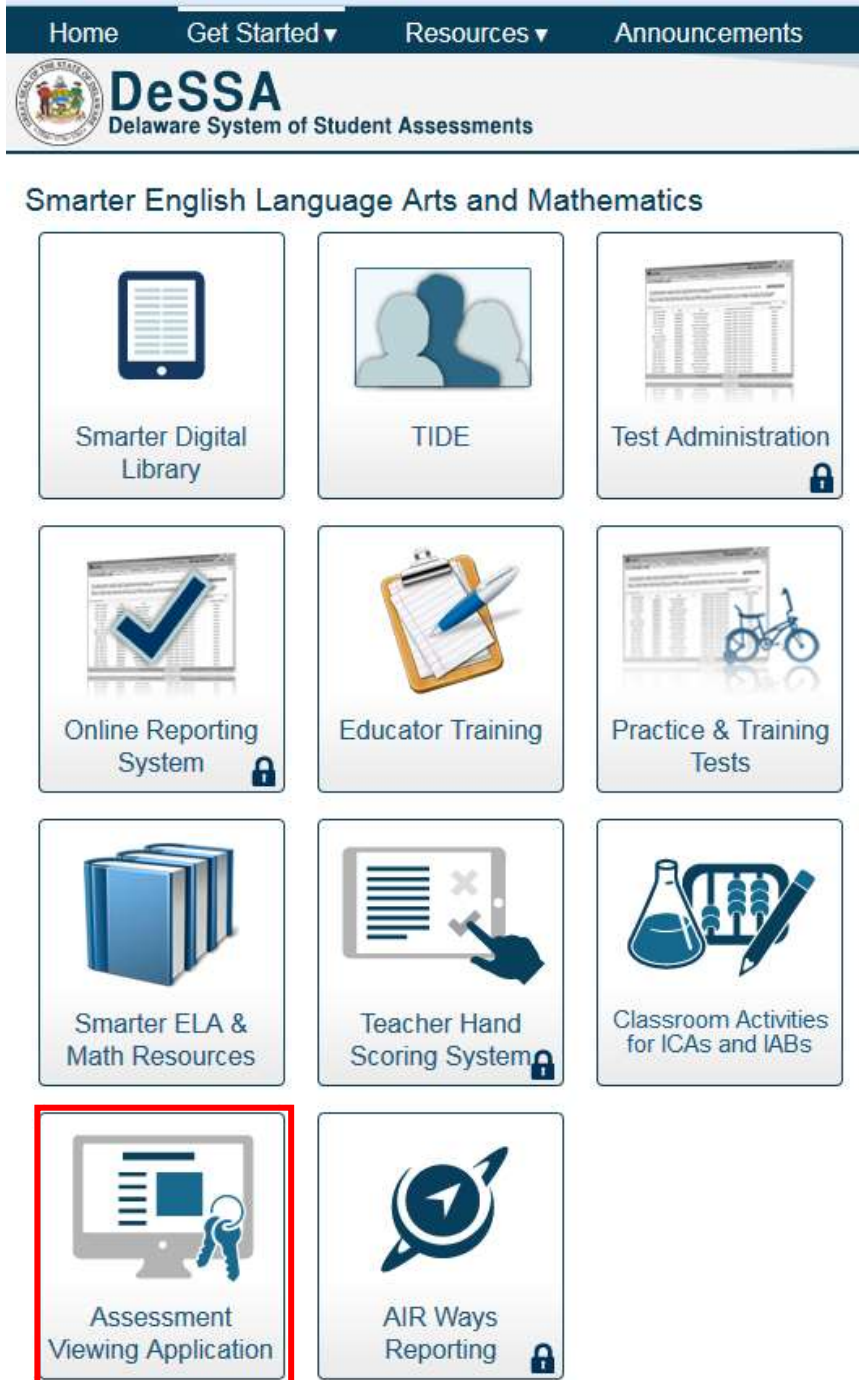 Home Get Started ▾ Resources ▾ Announcements
DeSSA
Delaware System of Student Assessments
Smarter English Language Arts and Mathematics
Smarter Digital
Library
TIDE
Test Administration
Online Reporting
System
Educator Training
Practice & Training
Tests
Smarter ELA &
Math Resources
Teacher Hand
Scoring System
Classroom Activities
for ICAs and IABs
Assessment
Viewing Application
AIR Ways
Reporting